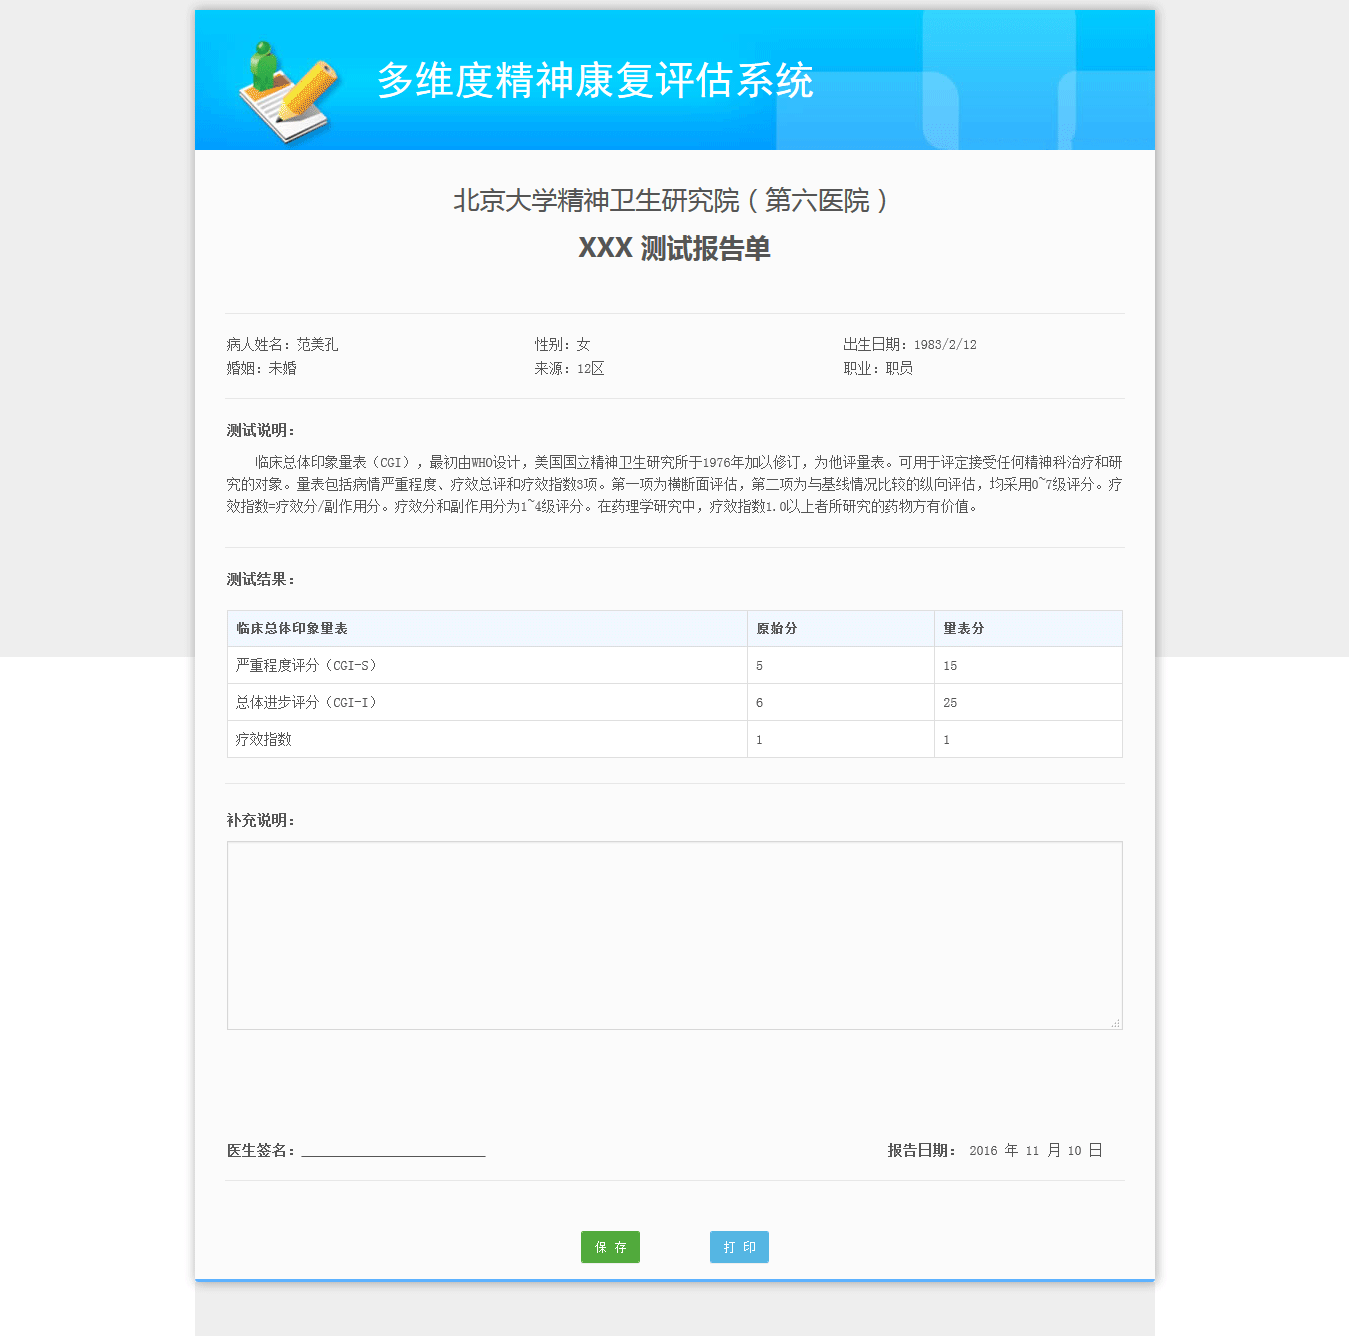 多维度精神康复评估系统
北京大学精神卫生研究院（第六医院）
XXX 测试报告单
病人姓名：范美孔 性别：女 出生日期：1983/2/12
婚姻：未婚 来源：12区 职业：职员
测试说明：
临床总体印象量表（CGI），最初由WHO设计，美国国立精神卫生研究所于1976年加以修订，为他评量表。可用于评定接受任何精神科治疗和研
究的对象。量表包括病情严重程度、疗效总评和疗效指数3项。第一项为横断面评估，第二项为与基线情况比较的纵向评估，均采用0~7级评分。疗
效指数=疗效分/副作用分。疗效分和副作用分为1~4级评分。在药理学研究中，疗效指数1.0以上者所研究的药物方有价值。
测试结果：
临床总体印象量表 原始分 量表分
严重程度评分（CGI-S） 5 15
总体进步评分（CGI-I） 6 25
疗效指数 1 1
补充说明：
医生签名：_______________________ 报告日期： 2016 年 11 月 10 日
保 存 打 印